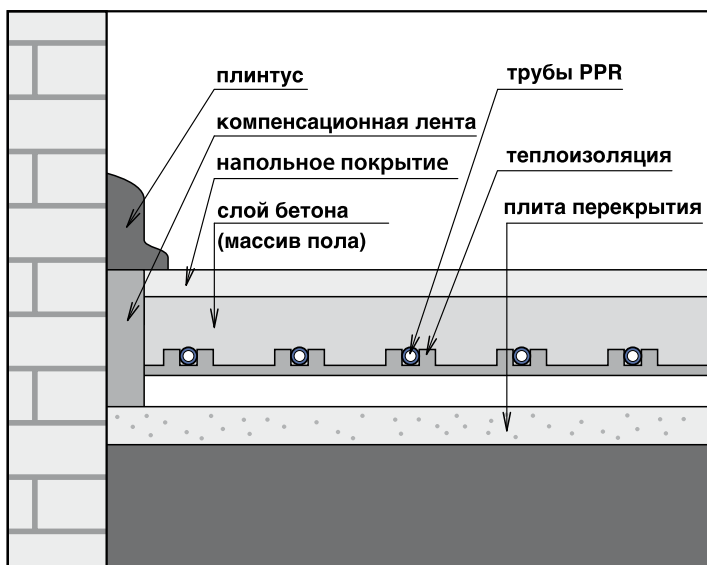 плинтус
компенсационная лента
напольное покрытие
слой бетона
(массив пола)
трубы PPR
теплоизоляция
плита перекрытия